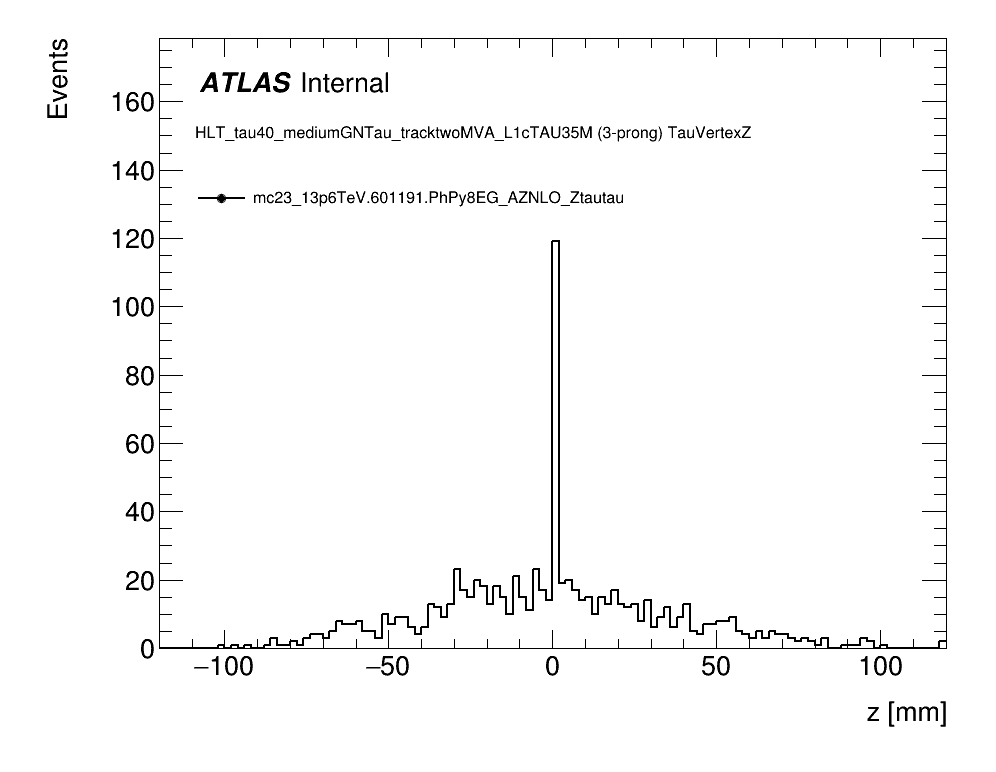 Events
ATLAS Internal
HLT_tau40_mediumGNTau_tracktwoMVA_L1cTAU35M (3-prong) TauVertexZ
mc23_13p6TeV.601191.PhPy8EG_AZNLO_Ztautau
160
140
120
100
80
60
40
20
0
−100 −50 0 50 100
z [mm]